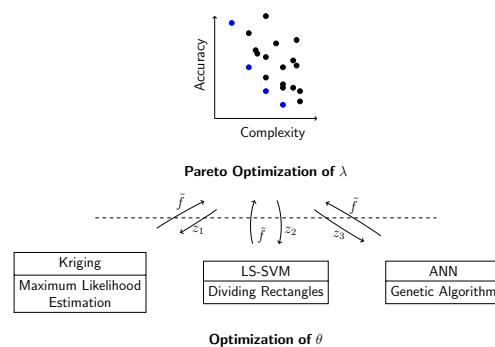 Accuracy
Complexity
Pareto Optimization of λ
f̃
z₁
f̃
z₂
z₃
f̃
Kriging
Maximum Likelihood
Estimation
LS-SVM
Dividing Rectangles
ANN
Genetic Algorithm
Optimization of θ